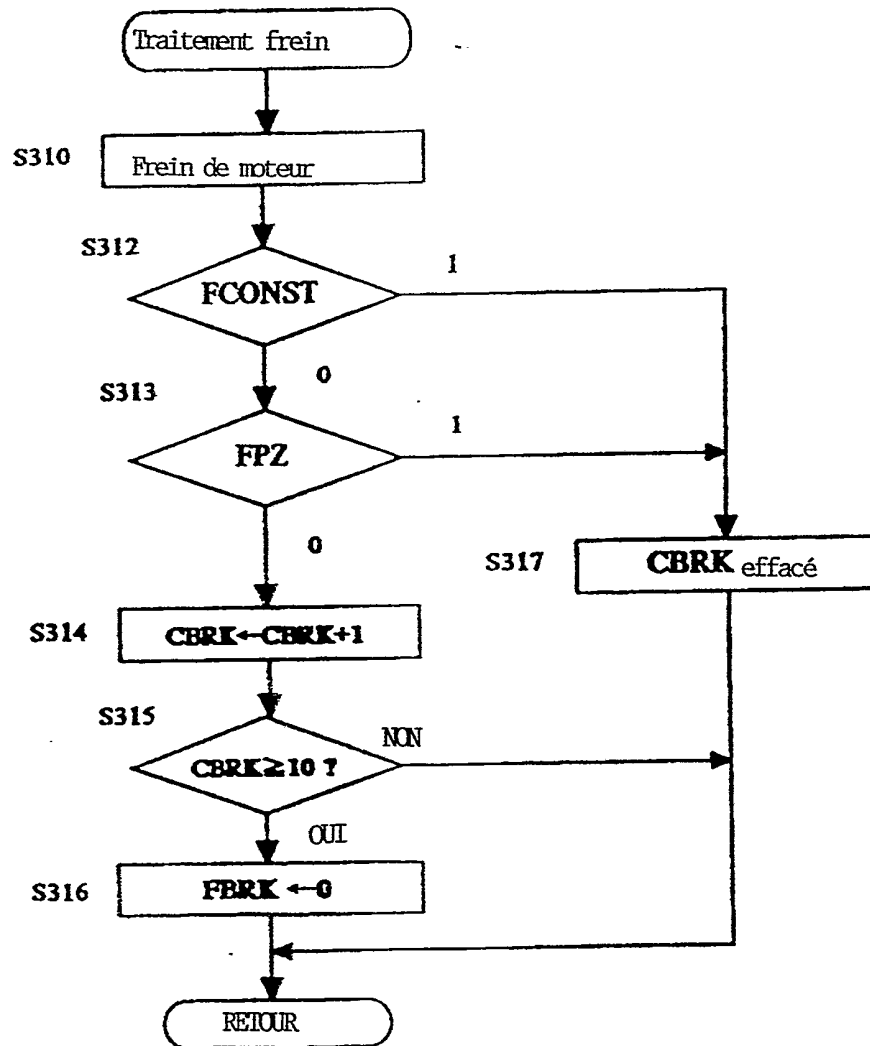 Traitement frein
S310
Frein de moteur
S312
FCONST
1
0
S313
FPZ
1
0
S317
CBRK effacé
S314
CBRK←CBRK+1
S315
CBRK≧10 ?
NON
OUI
S316
FBRK ←0
RETOUR